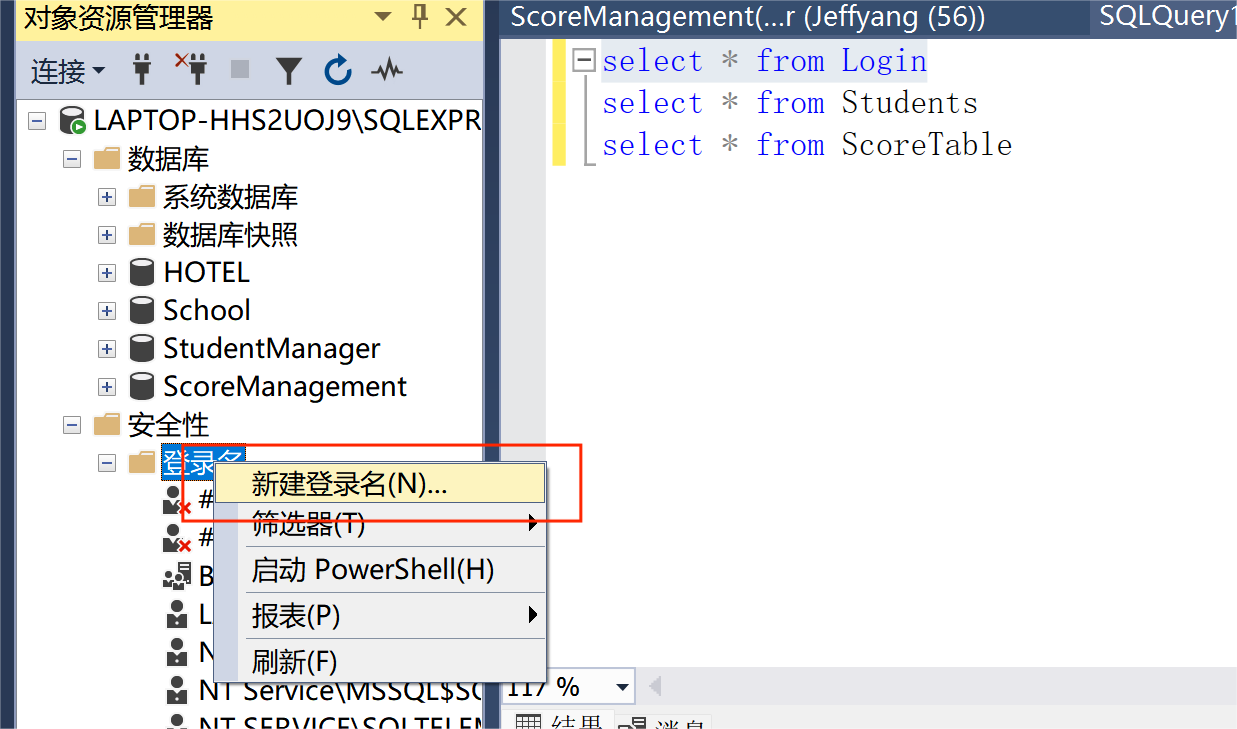 对象资源管理器
连接
LAPTOP-HHS2UOJ9\SQLEXPR
数据库
系统数据库
数据库快照
HOTEL
School
StudentManager
ScoreManagement
安全性
登录名
#
#
B
L
N
NT Service\MSSQL$SC
NT SERVICE\SQLTELEM
新建登录名(N)...
筛选器(T)
启动 PowerShell(H)
报表(P)
刷新(F)
ScoreManagement(...r (Jeffyang (56))
SQLQuery1
select * from Login
select * from Students
select * from ScoreTable
117 %
结果
消息